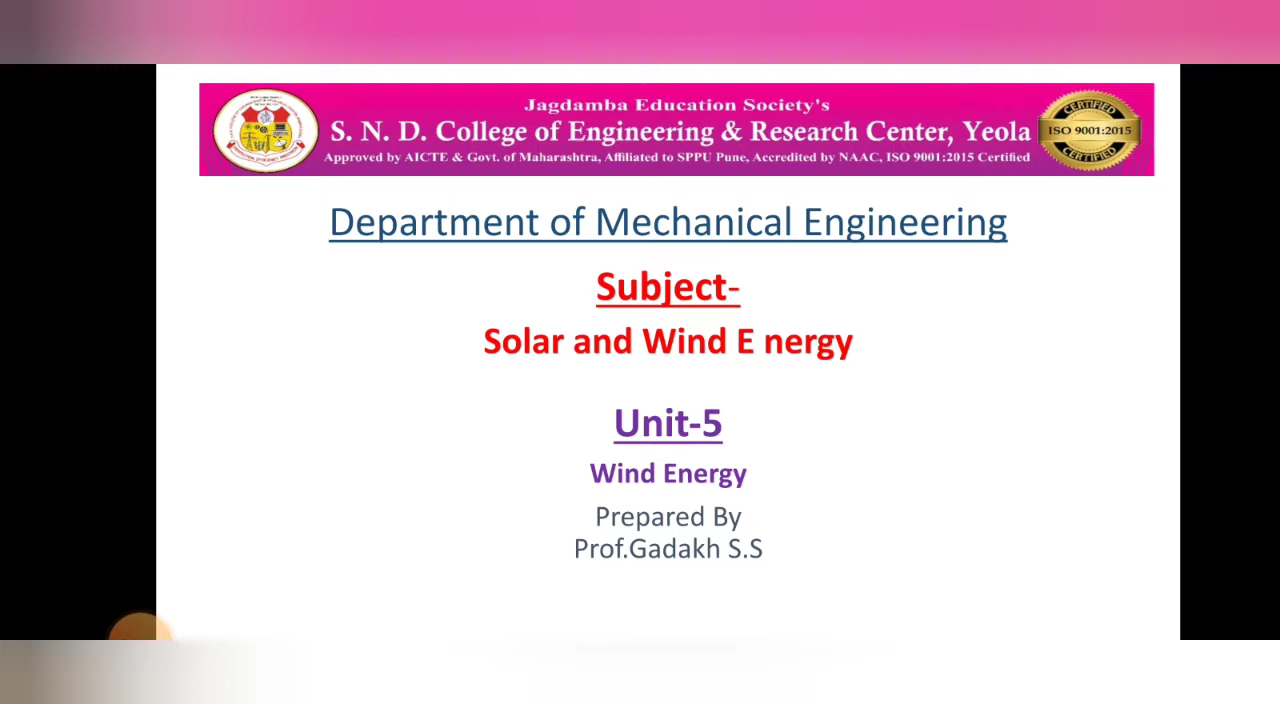 Jagdamba Education Society's
S. N. D. College of Engineering & Research Center, Yeola
Approved by AICTE & Govt. of Maharashtra, Affiliated to SPPU Pune, Accredited by NAAC, ISO 9001:2015 Certified
CERTIFIED
ISO 9001:2015
CERTIFIED
Department of Mechanical Engineering
Subject-
Solar and Wind E nergy
Unit-5
Wind Energy
Prepared By
Prof.Gadakh S.S